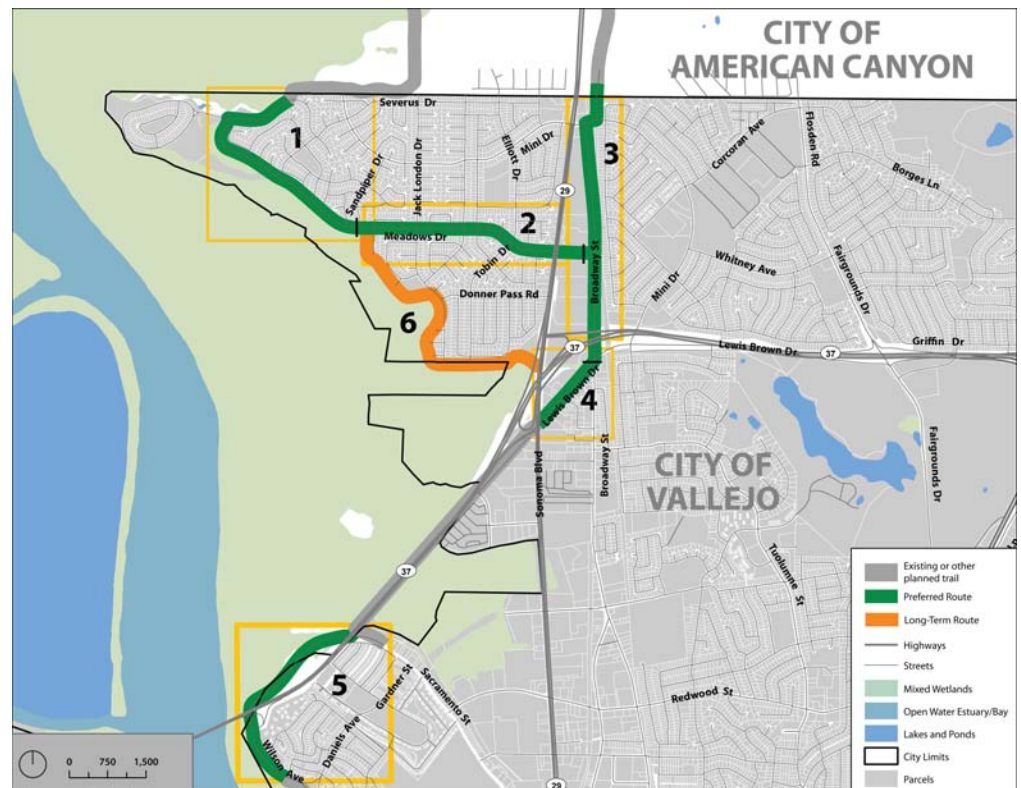 CITY OF
AMERICAN CANYON
Severus Dr
1
Elliott Dr
Mini Dr
3
Corcoran Ave
Flosden Rd
Borges Ln
29
Sandpiper Dr
Jack London Dr
2
Meadows Dr
Tobin Dr
Broadway St
Mini Dr
Whitney Ave
Fairgrounds Dr
Donner Pass Rd
6
37
Lewis Brown Dr
37
Griffin Dr
Lewis Brown Dr
4
Sonoma Blvd
Broadway St
CITY OF
VALLEJO
Fairgrounds Dr
Tuolumne St
37
5
Gardner St
Sacramento St
Daniels Ave
Wilson Ave
Redwood St
29
0 750 1,500
Existing or other
planned trail
Preferred Route
Long-Term Route
Highways
Streets
Mixed Wetlands
Open Water Estuary/Bay
Lakes and Ponds
City Limits
Parcels